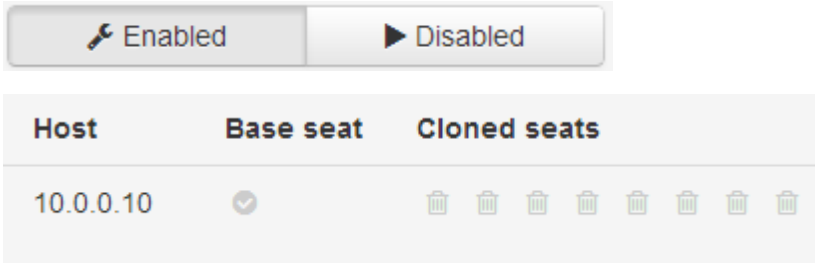 Enabled Disabled
Host Base seat Cloned seats
10.0.0.10